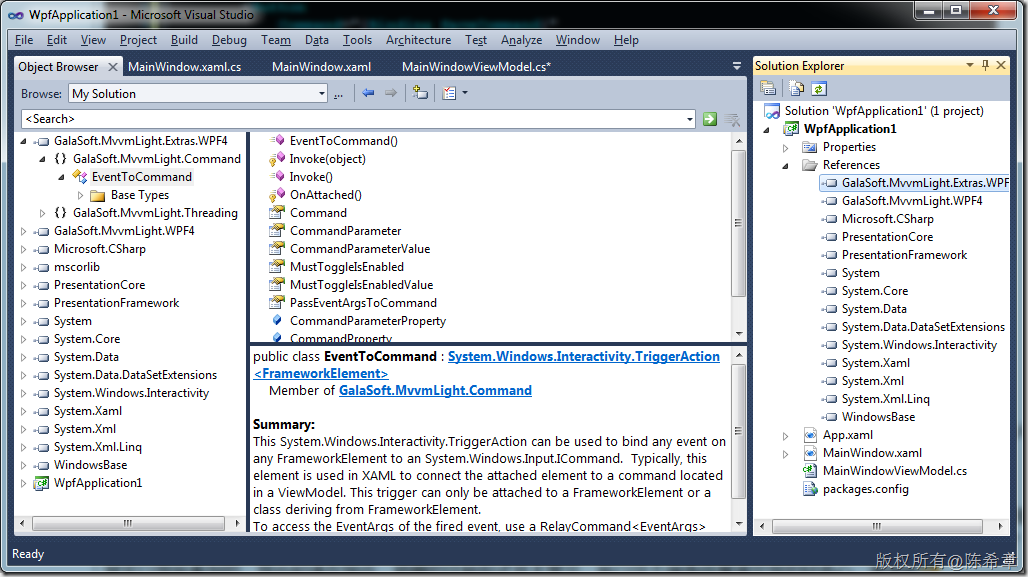 WpfApplication1 - Microsoft Visual Studio
File Edit View Project Build Debug Team Data Tools Architecture Test Analyze Window Help
Object Browser MainWindow.xaml.cs MainWindow.xaml MainWindowViewModel.cs*
Browse: My Solution ...
<Search>
GalaSoft.MvvmLight.Extras.WPF4
{} GalaSoft.MvvmLight.Command
EventToCommand
Base Types
{} GalaSoft.MvvmLight.Threading
GalaSoft.MvvmLight.WPF4
Microsoft.CSharp
mscorlib
PresentationCore
PresentationFramework
System
System.Core
System.Data
System.Data.DataSetExtensions
System.Windows.Interactivity
System.Xaml
System.Xml
System.Xml.Linq
WindowsBase
WpfApplication1
EventToCommand()
Invoke(object)
Invoke()
OnAttached()
Command
CommandParameter
CommandParameterValue
MustToggleIsEnabled
MustToggleIsEnabledValue
PassEventArgsToCommand
CommandParameterProperty
CommandProperty
public class EventToCommand : System.Windows.Interactivity.TriggerAction
<FrameworkElement>
Member of GalaSoft.MvvmLight.Command
Summary:
This System.Windows.Interactivity.TriggerAction can be used to bind any event on
any FrameworkElement to an System.Windows.Input.ICommand. Typically, this
element is used in XAML to connect the attached element to a command located
in a ViewModel. This trigger can only be attached to a FrameworkElement or a
class deriving from FrameworkElement.
To access the EventArgs of the fired event, use a RelayCommand<EventArgs>
Solution Explorer
Solution 'WpfApplication1' (1 project)
WpfApplication1
Properties
References
GalaSoft.MvvmLight.Extras.WPF
GalaSoft.MvvmLight.WPF4
Microsoft.CSharp
PresentationCore
PresentationFramework
System
System.Core
System.Data
System.Data.DataSetExtensions
System.Windows.Interactivity
System.Xaml
System.Xml
System.Xml.Linq
WindowsBase
App.xaml
MainWindow.xaml
MainWindowViewModel.cs
packages.config
Ready
版权所有@陈希章